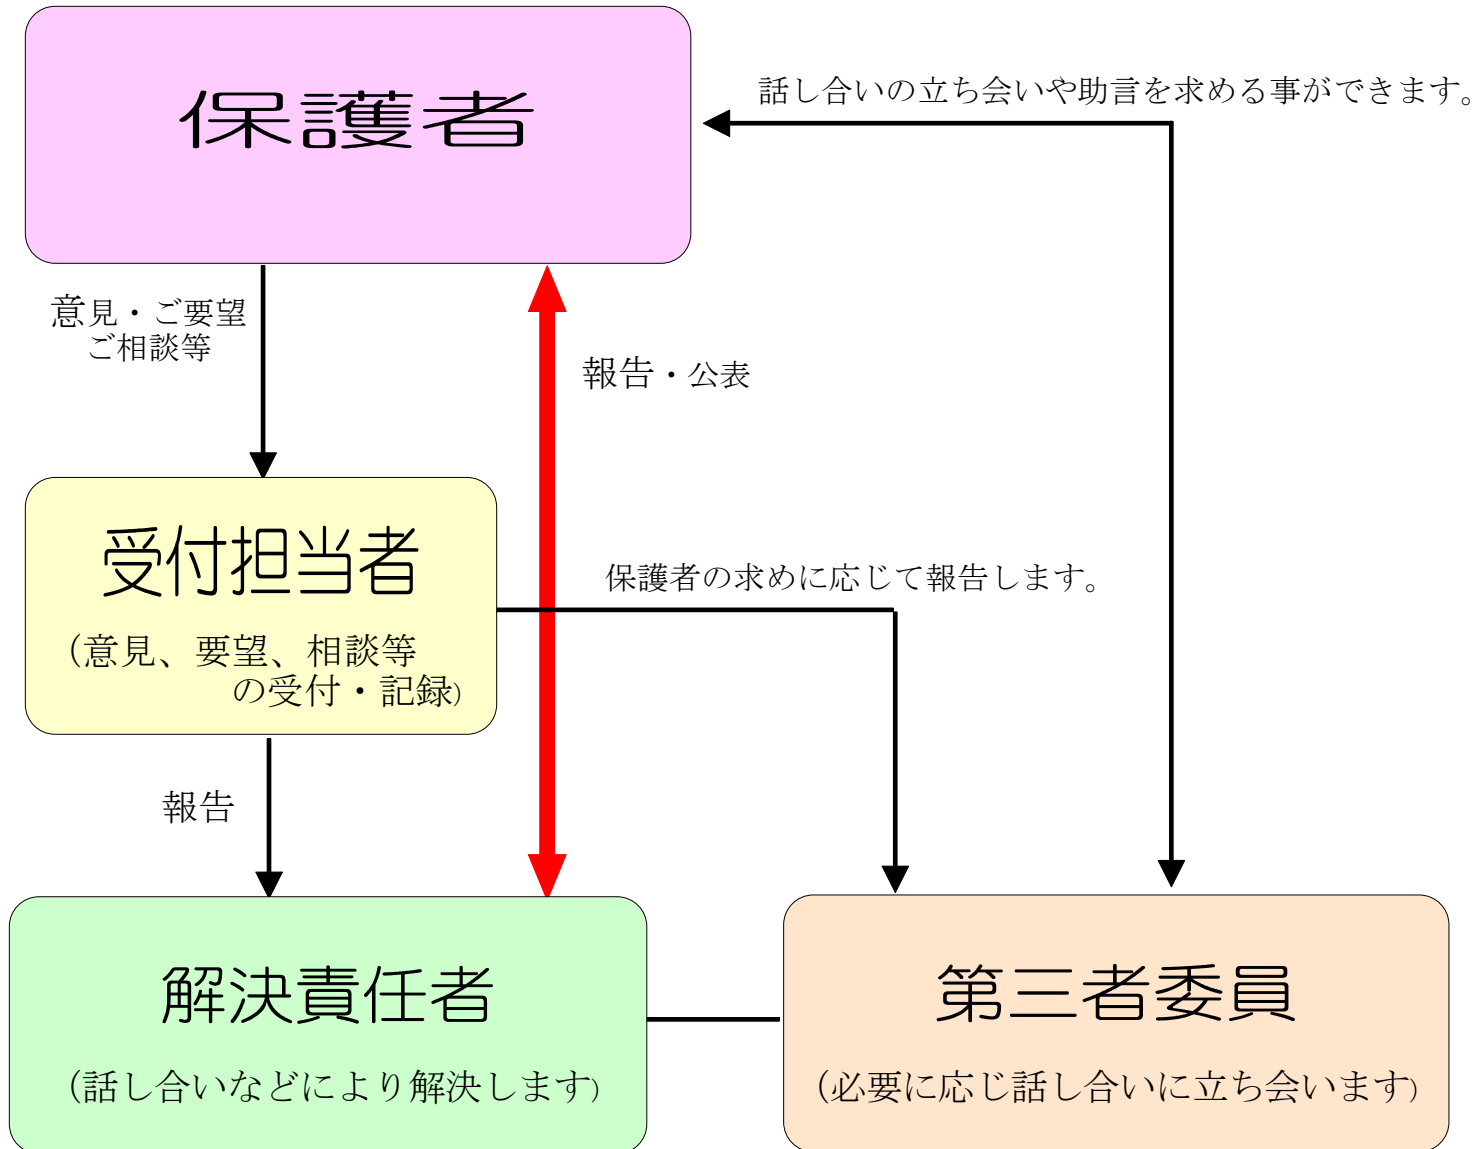 保護者
話し合いの立ち会いや助言を求める事ができます。
意見・ご要望
ご相談等
報告・公表
受付担当者
（意見、要望、相談等
の受付・記録）
保護者の求めに応じて報告します。
報告
解決責任者
（話し合いなどにより解決します）
第三者委員
（必要に応じ話し合いに立ち会います）